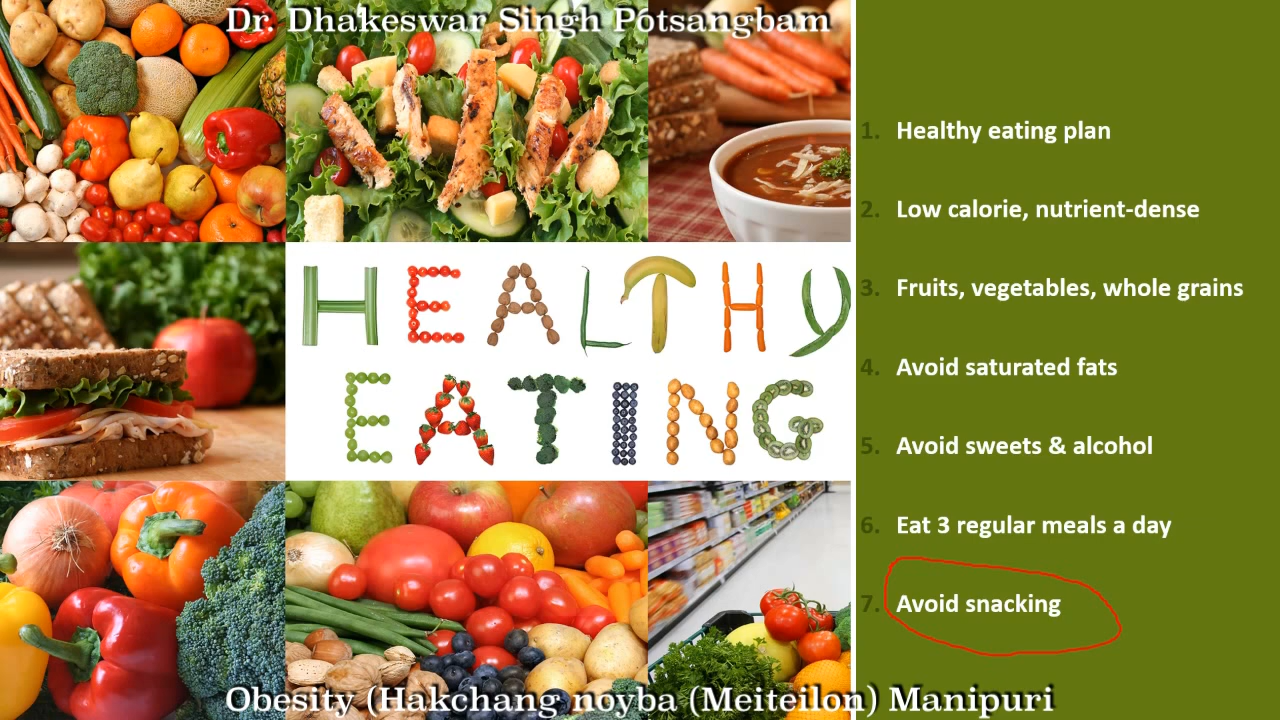 Dr. Dhakeswar Singh Potsangbam
HEALTHY
EATING
1. Healthy eating plan
2. Low calorie, nutrient-dense
3. Fruits, vegetables, whole grains
4. Avoid saturated fats
5. Avoid sweets & alcohol
6. Eat 3 regular meals a day
7. Avoid snacking
Obesity (Hakchang noyba (Meiteilon) Manipuri